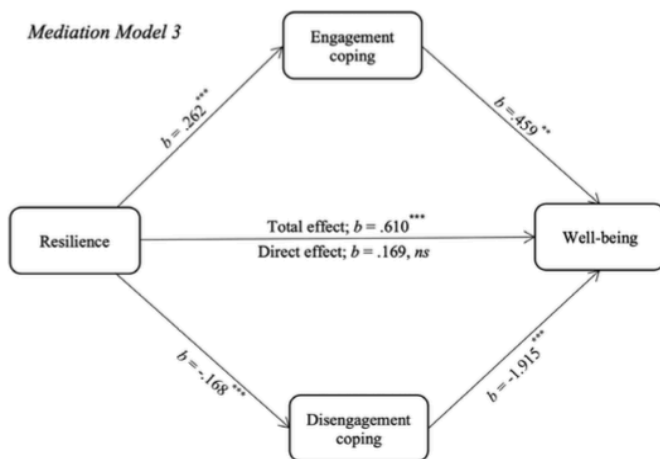 Mediation Model 3
Engagement
coping
b = .262***
b = .459**
Resilience
Total effect; b = .610***
Direct effect; b = .169, ns
Well-being
b = -.168***
b = -1.915***
Disengagement
coping